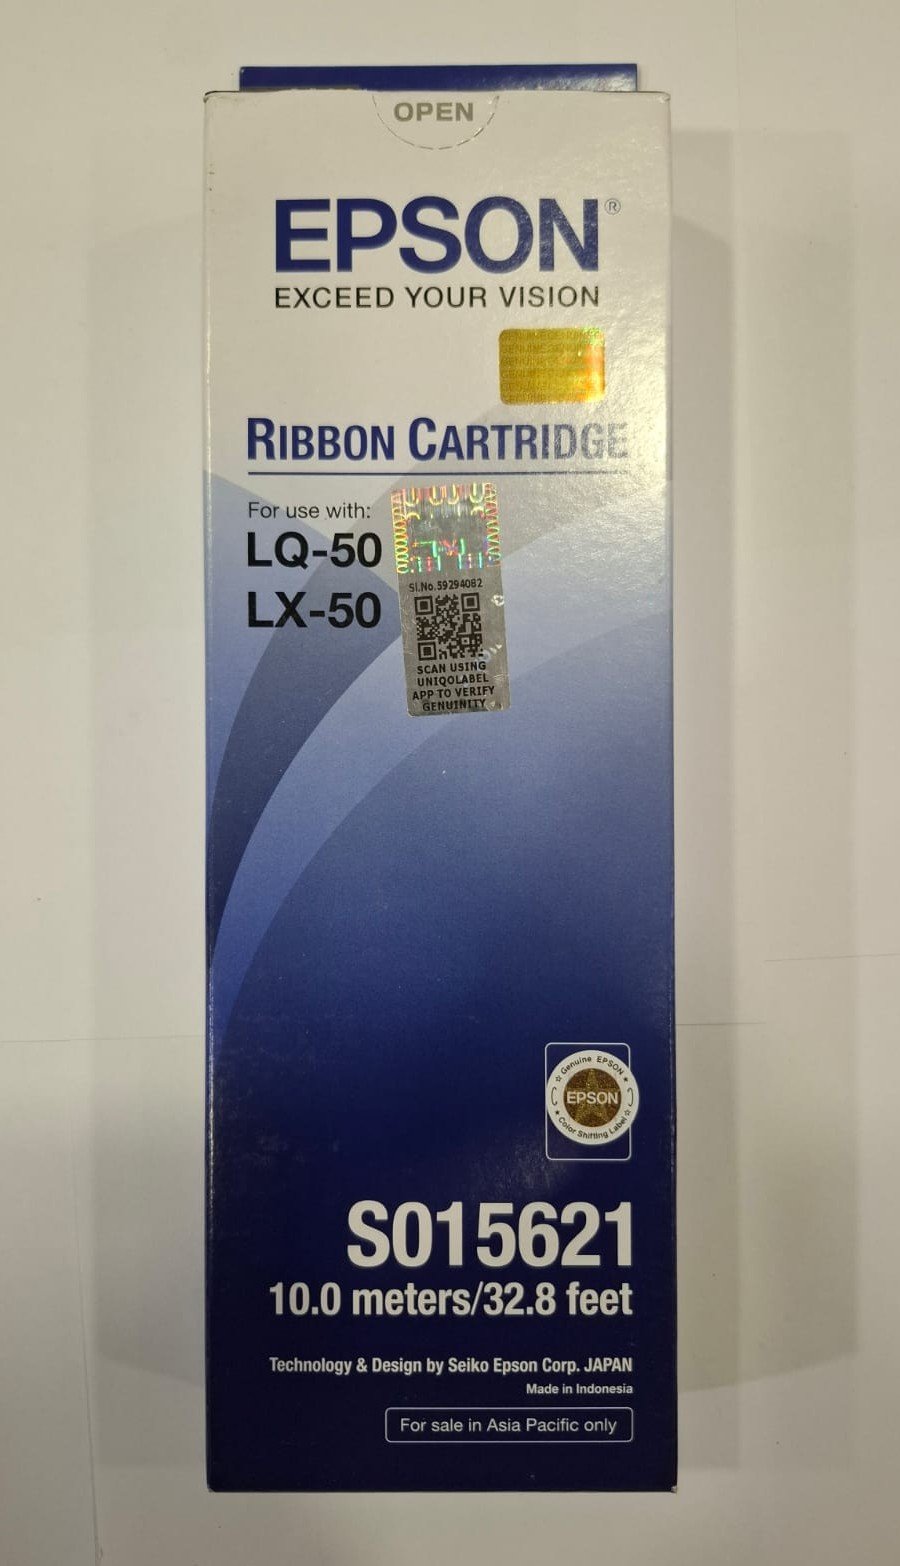 OPEN
EPSON®
EXCEED YOUR VISION
RIBBON CARTRIDGE
For use with:
LQ-50
LX-50
Sl.No.59294082
SCAN USING
UNIQOLABEL
APP TO VERIFY
GENUINITY
Genuine EPSON
EPSON
Color Shifting Label
S015621
10.0 meters/32.8 feet
Technology & Design by Seiko Epson Corp. JAPAN
Made in Indonesia
For sale in Asia Pacific only